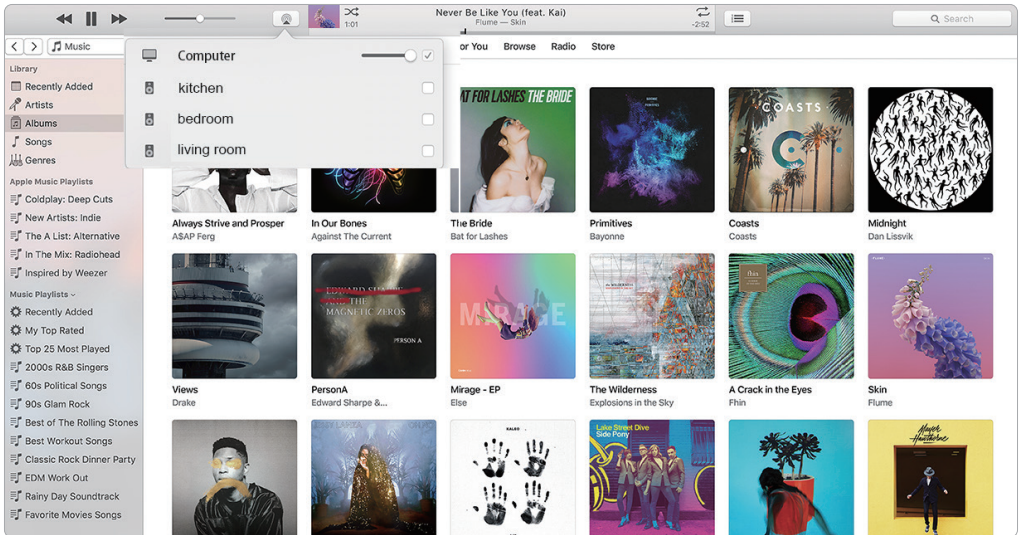 Never Be Like You (feat. Kai)
Flume — Skin
1:01
-2:52
Search
Music
or You Browse Radio Store
Computer
kitchen
bedroom
living room
Library
Recently Added
Artists
Albums
Songs
Genres
Apple Music Playlists
Coldplay: Deep Cuts
New Artists: Indie
The A List: Alternative
In The Mix: Radiohead
Inspired by Weezer
Music Playlists
Recently Added
My Top Rated
Top 25 Most Played
2000s R&B Singers
60s Political Songs
90s Glam Rock
Best of The Rolling Stones
Best Workout Songs
Classic Rock Dinner Party
EDM Work Out
Rainy Day Soundtrack
Favorite Movies Songs
BAT FOR LASHES THE BRIDE
COASTS
Always Strive and Prosper
A$AP Ferg
In Our Bones
Against The Current
The Bride
Bat for Lashes
Primitives
Bayonne
Coasts
Coasts
Midnight
Dan Lissvik
EDWARD SHARPE
AND THE
MAGNETIC ZEROS
PERSON A
MIRAGE
the WILDERNESS
fhin
FLUME
Views
Drake
PersonA
Edward Sharpe &...
Mirage - EP
Else
The Wilderness
Explosions in the Sky
A Crack in the Eyes
Fhin
Skin
Flume
KALEO
Lake Street Dive
Side Pony
Mayer
Hawthorne